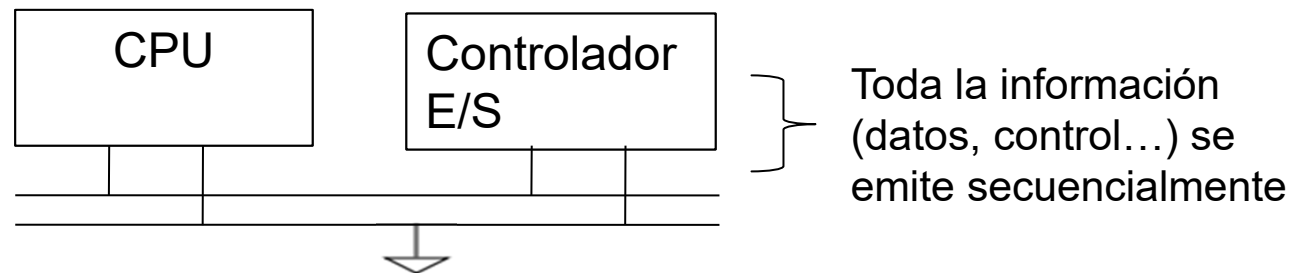 CPU
Controlador
E/S
Toda la información
(datos, control…) se
emite secuencialmente